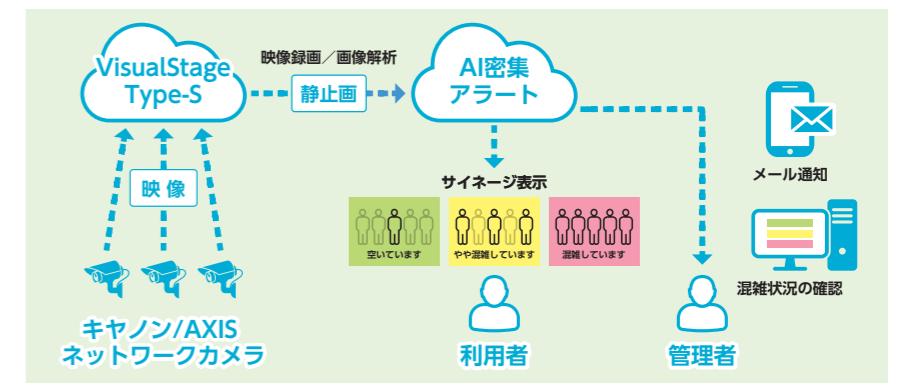 VisualStage
Type-S
映像録画／画像解析
静止画
AI密集
アラート
映像
サイネージ表示
空いています
やや混雑しています
混雑しています
メール通知
混雑状況の確認
キヤノン/AXIS
ネットワークカメラ
利用者
管理者